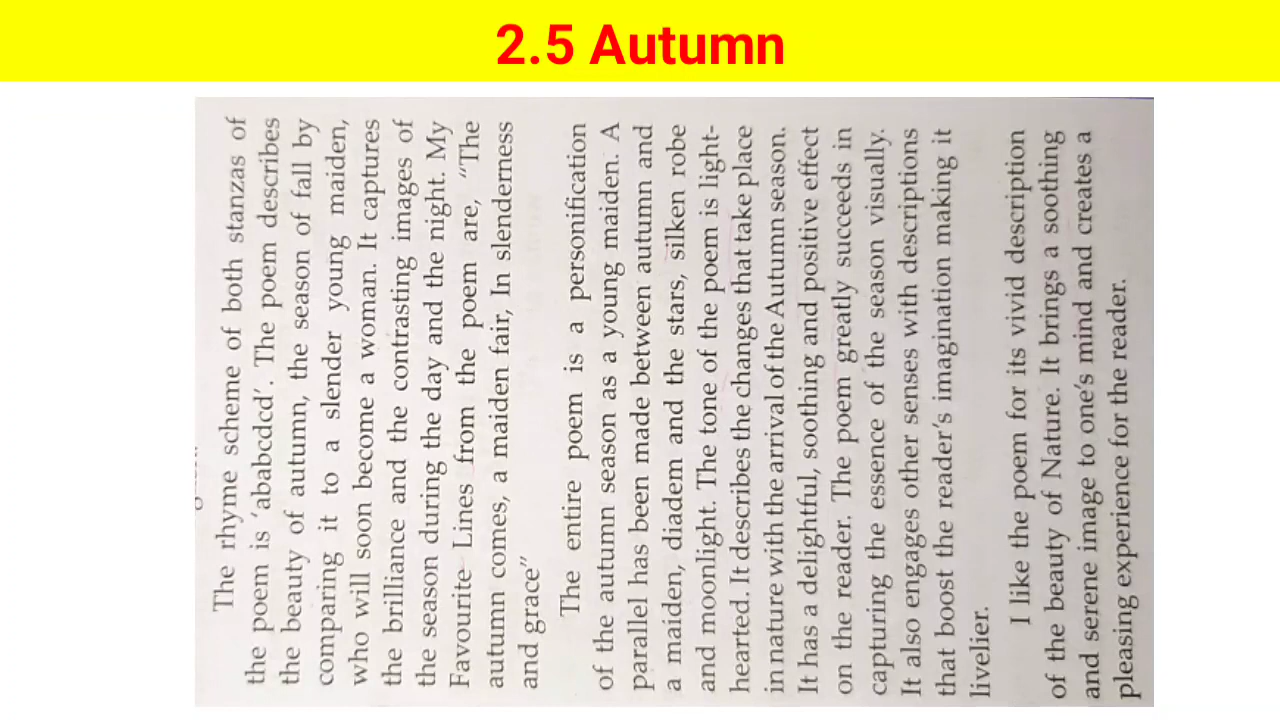 2.5 Autumn
The rhyme scheme of both stanzas of
the poem is ‘ababcdcd’. The poem describes
the beauty of autumn, the season of fall by
comparing it to a slender young maiden,
who will soon become a woman. It captures
the brilliance and the contrasting images of
the season during the day and the night. My
Favourite Lines from the poem are, “The
autumn comes, a maiden fair, In slenderness
and grace”
The entire poem is a personification
of the autumn season as a young maiden. A
parallel has been made between autumn and
a maiden, diadem and the stars, silken robe
and moonlight. The tone of the poem is light-
hearted. It describes the changes that take place
in nature with the arrival of the Autumn season.
It has a delightful, soothing and positive effect
on the reader. The poem greatly succeeds in
capturing the essence of the season visually.
It also engages other senses with descriptions
that boost the reader’s imagination making it
livelier.
I like the poem for its vivid description
of the beauty of Nature. It brings a soothing
and serene image to one’s mind and creates a
pleasing experience for the reader.